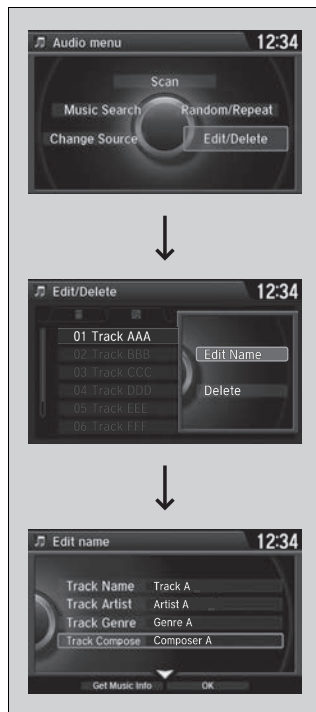 Audio menu 12:34
Scan
Music Search Random/Repeat
Change Source Edit/Delete
Edit/Delete 12:34
01 Track AAA
02 Track BBB
Edit Name
03 Track CCC
04 Track DDD
Delete
05 Track EEE
06 Track FFF
Edit name 12:34
Track Name Track A
Track Artist Artist A
Track Genre Genre A
Track Compose Composer A
Get Music Info OK